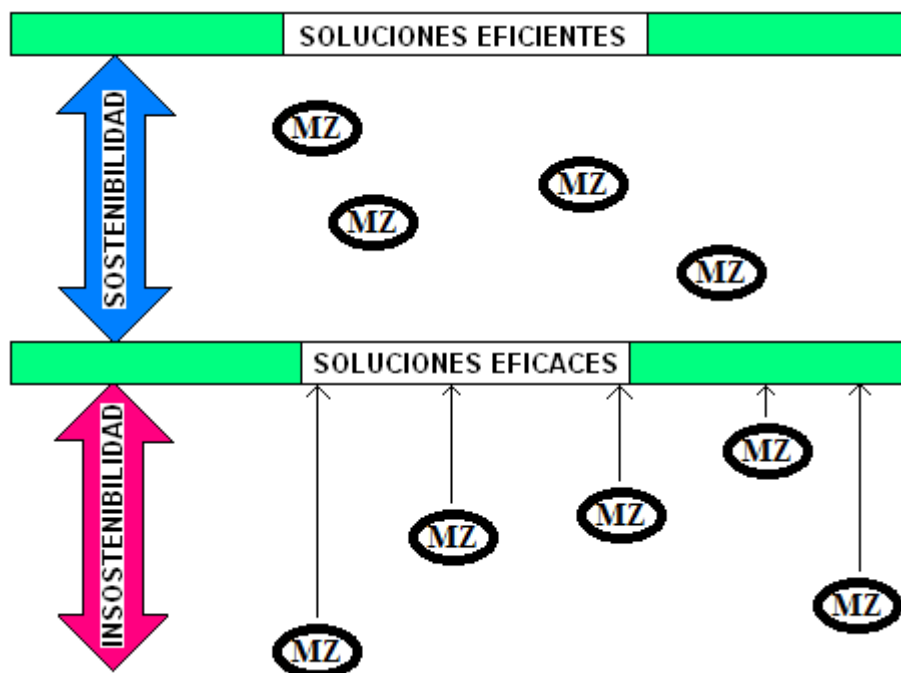 SOLUCIONES EFICIENTES
SOSTENIBILIDAD
MZ
MZ
MZ
MZ
SOLUCIONES EFICACES
INSOSTENIBILIDAD
MZ
MZ
MZ
MZ
MZ